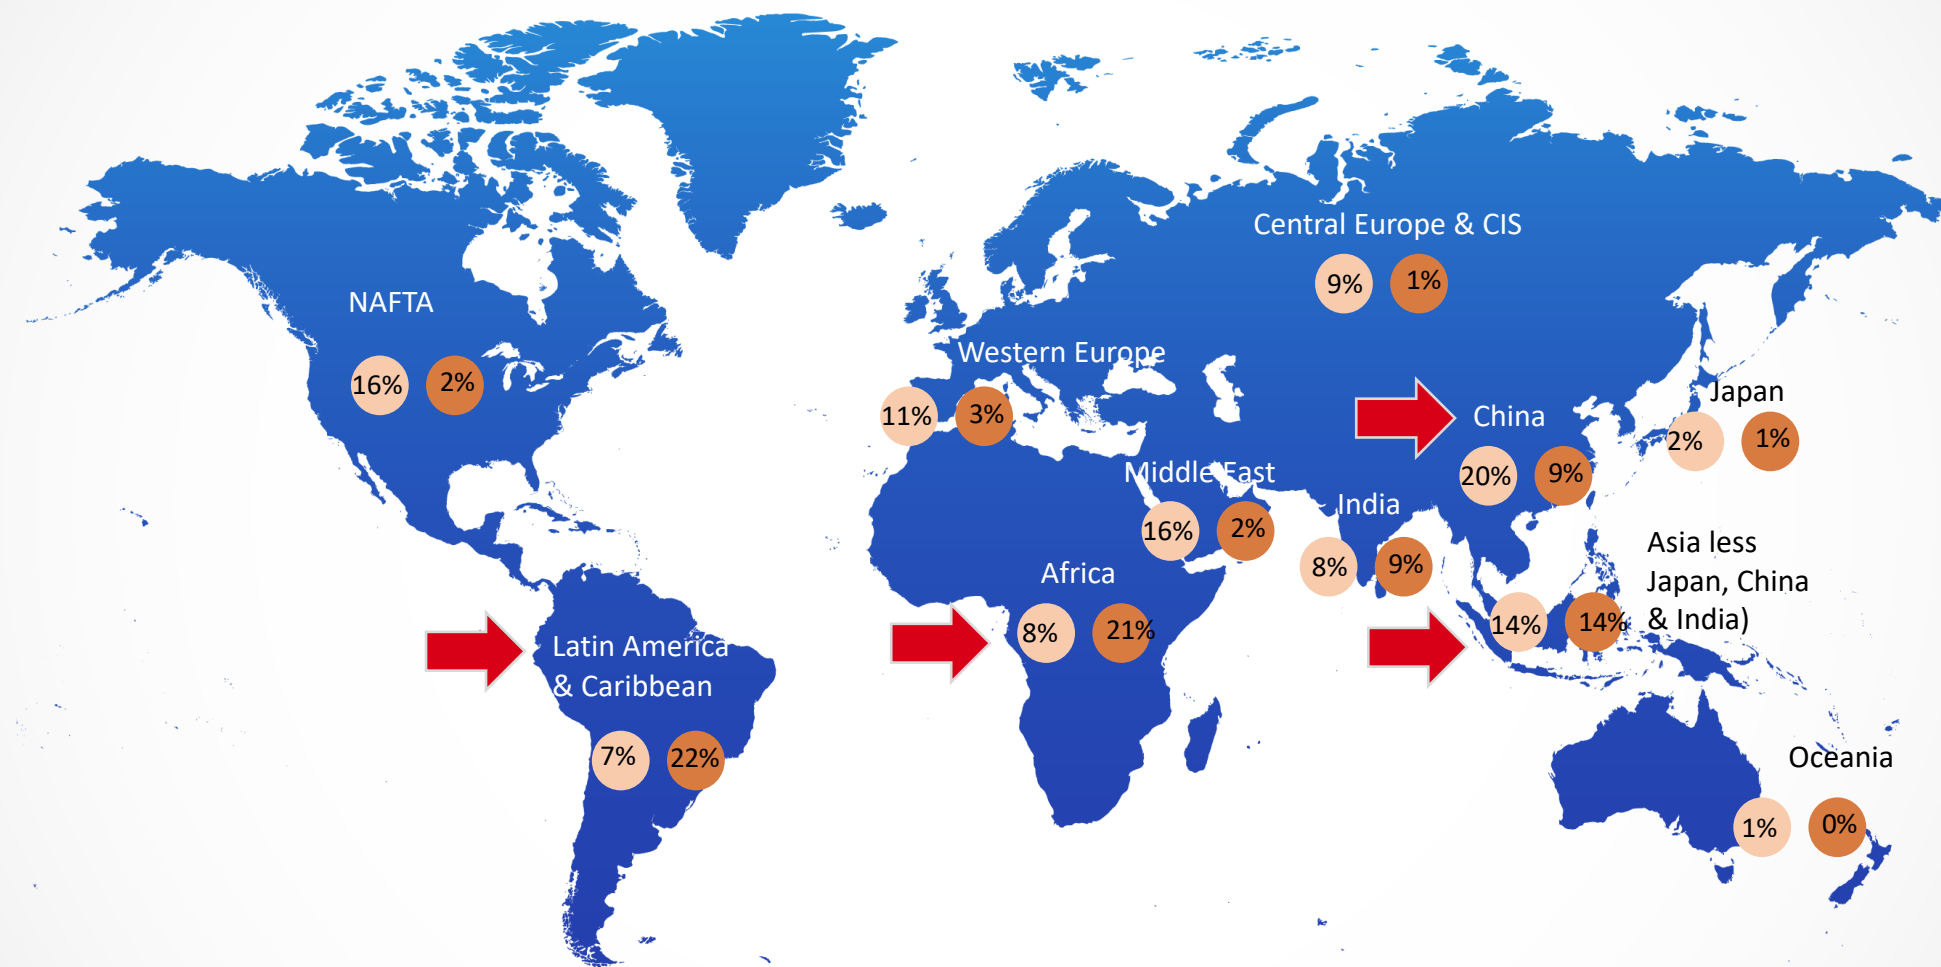 Central Europe & CIS
9% 1%
NAFTA
16% 2%
Western Europe
11% 3%
China
20% 9%
Japan
2% 1%
Middle East
16% 2%
India
8% 9%
Africa
8% 21%
Asia less
Japan, China
& India)
14% 14%
Latin America
& Caribbean
7% 22%
Oceania
1% 0%